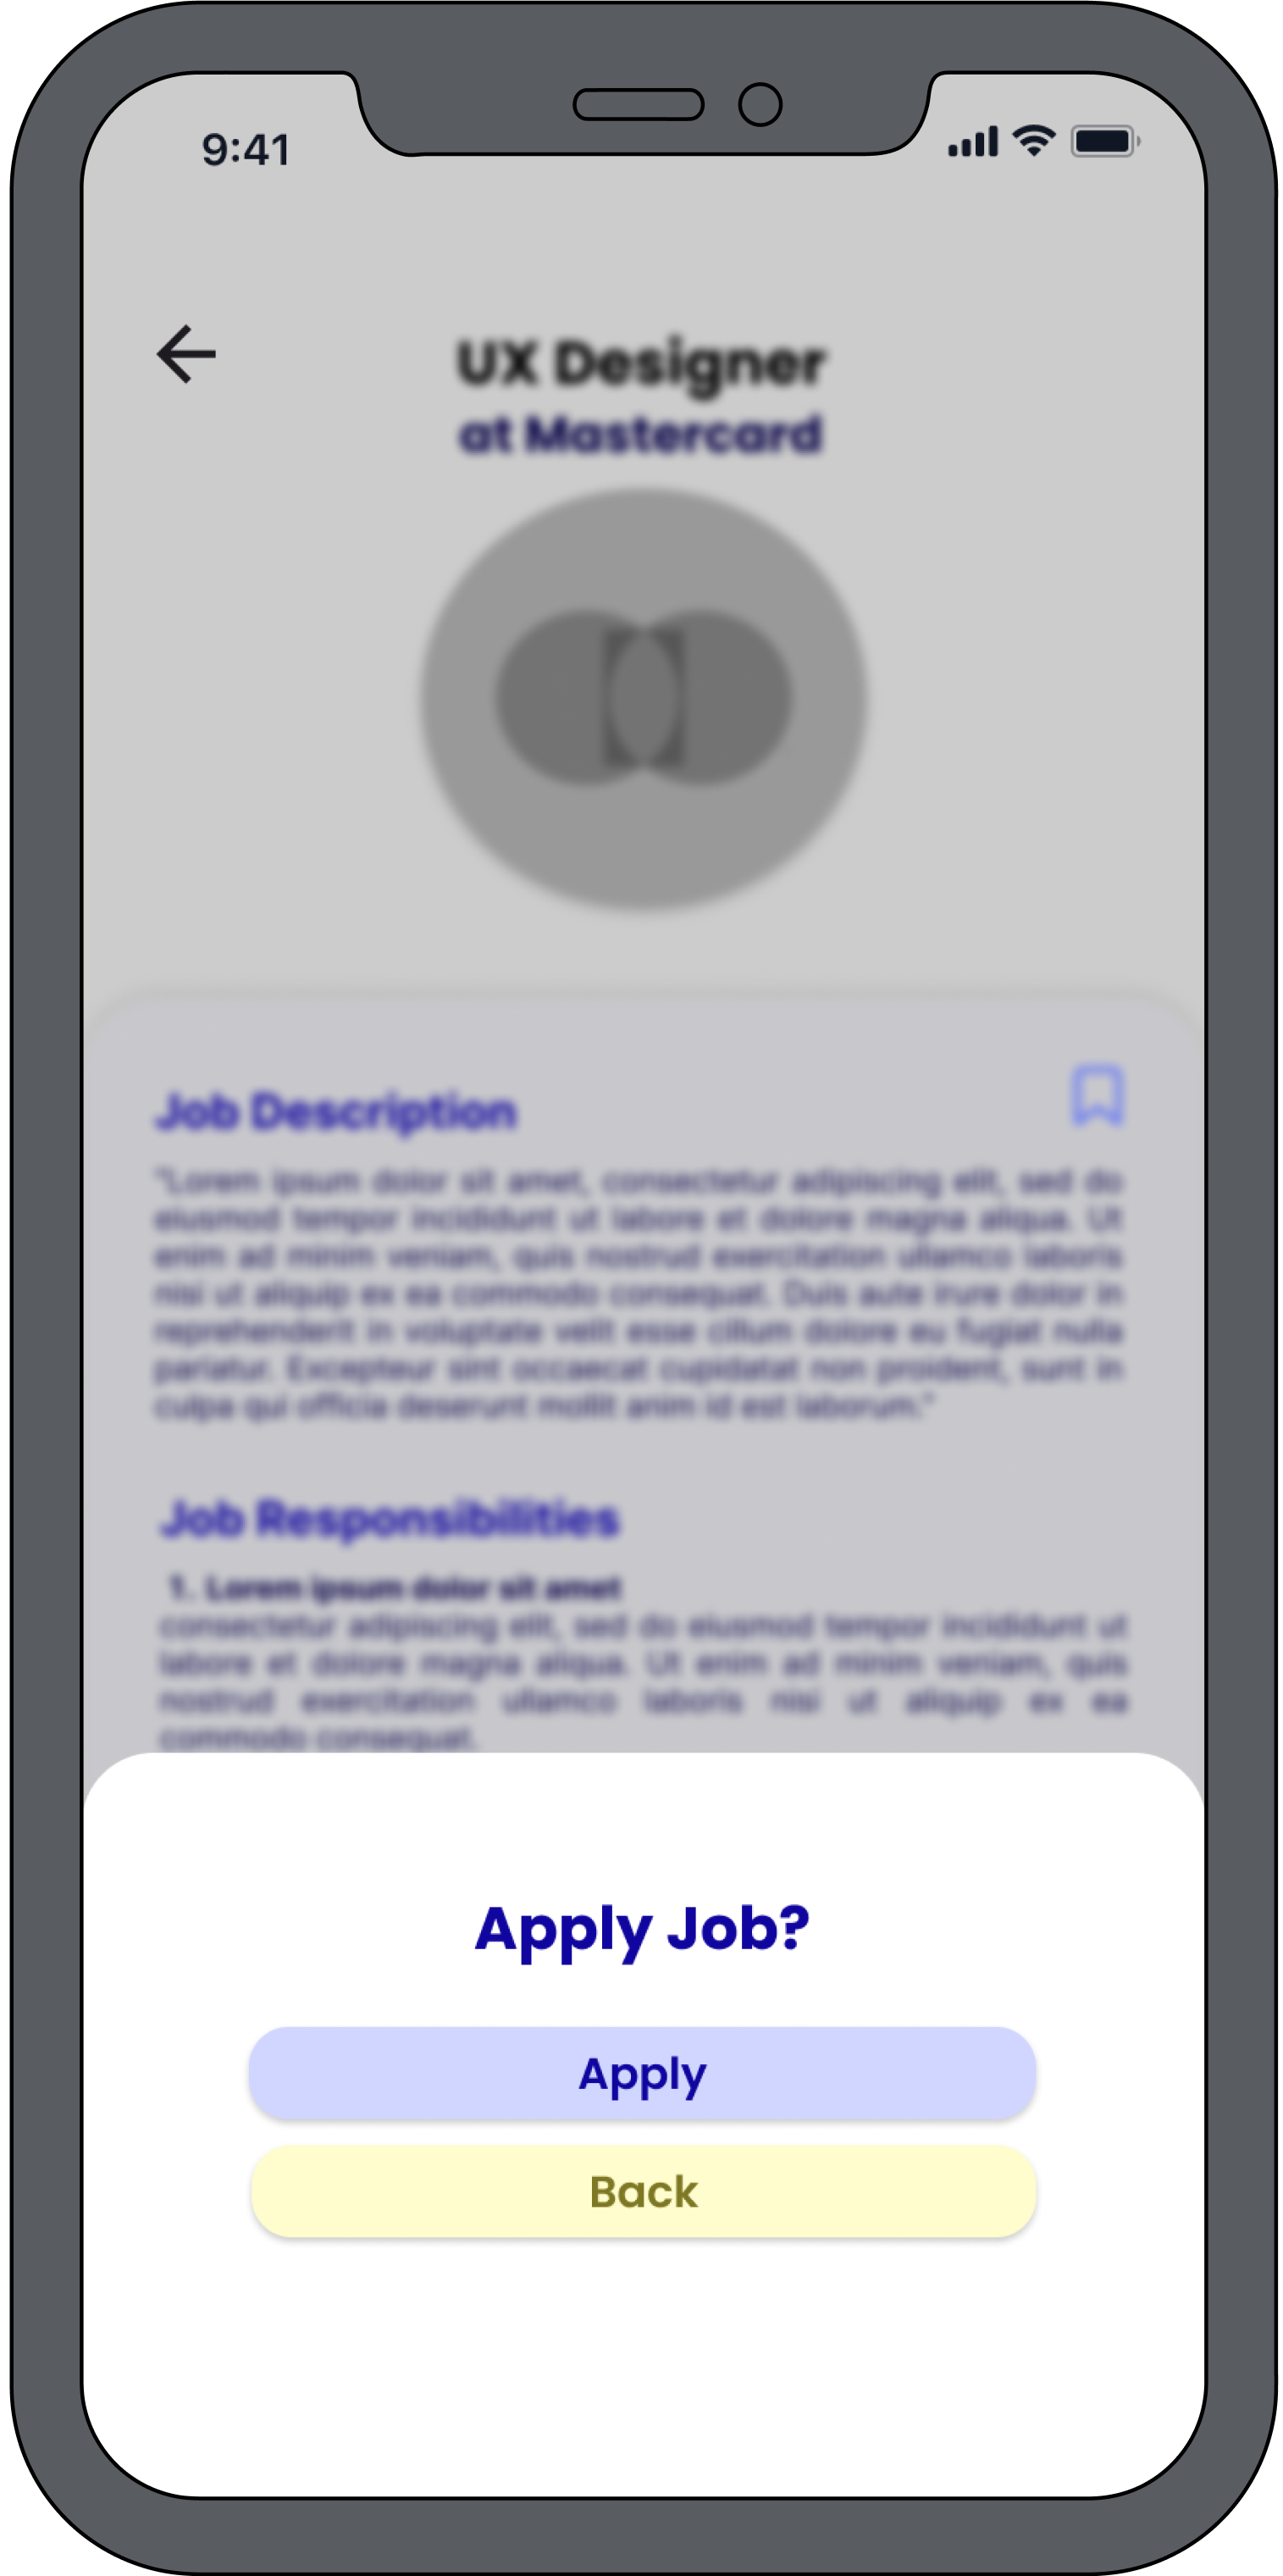 9:41
UX Designer
at Mastercard
Job Description
"Lorem ipsum dolor sit amet, consectetur adipiscing elit, sed do
eiusmod tempor incididunt ut labore et dolore magna aliqua. Ut
enim ad minim veniam, quis nostrud exercitation ullamco laboris
nisi ut aliquip ex ea commodo consequat. Duis aute irure dolor in
reprehenderit in voluptate velit esse cillum dolore eu fugiat nulla
pariatur. Excepteur sint occaecat cupidatat non proident, sunt in
culpa qui officia deserunt mollit anim id est laborum."
Job Responsibilities
1. Lorem ipsum dolor sit amet
consectetur adipiscing elit, sed do eiusmod tempor incididunt ut
labore et dolore magna aliqua. Ut enim ad minim veniam, quis
nostrud exercitation ullamco laboris nisi ut aliquip ex ea
commodo consequat.
Apply Job?
Apply
Back